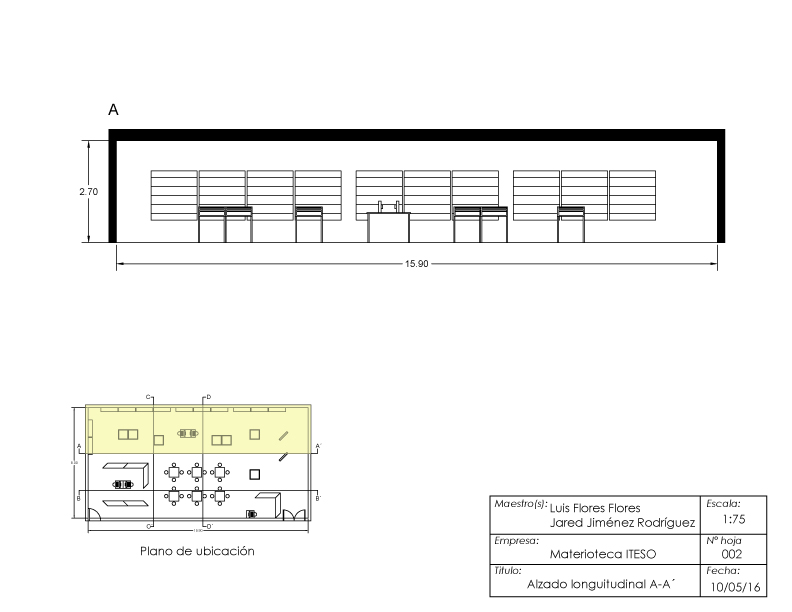 A
2.70
15.90
C
D
A
A´
B
B´
C
D´
Plano de ubicación
Maestro(s): Luis Flores Flores
Jared Jiménez Rodríguez
Escala:
1:75
Empresa:
Materioteca ITESO
Nº hoja
002
Titulo:
Alzado longuitudinal A-A´
Fecha:
10/05/16